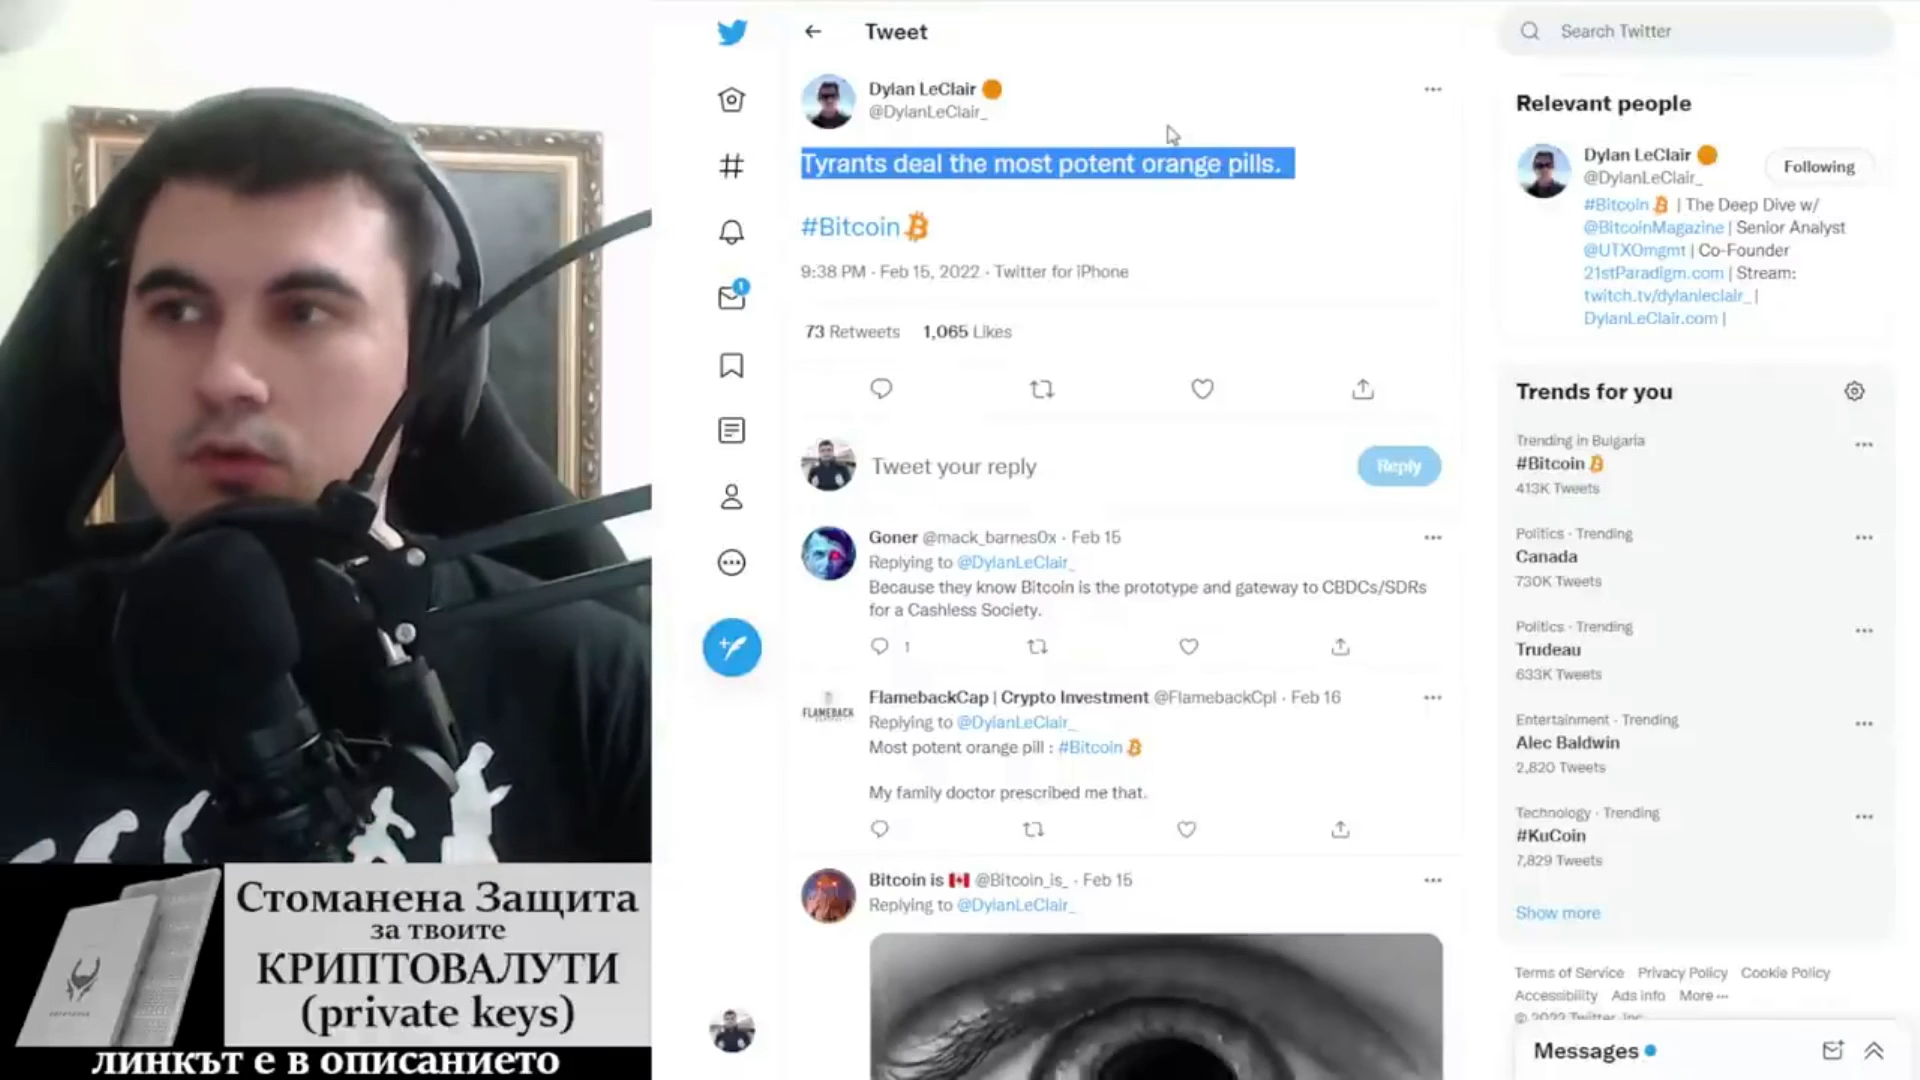 Tweet
Dylan LeClair
@DylanLeClair_
Tyrants deal the most potent orange pills.
#Bitcoin
9:38 PM · Feb 15, 2022 · Twitter for iPhone
73 Retweets 1,065 Likes
Tweet your reply
Reply
Goner @mack_barnes0x · Feb 15
Replying to @DylanLeClair_
Because they know Bitcoin is the prototype and gateway to CBDCs/SDRs
for a Cashless Society.
1
FLAMEBACK
FlamebackCap | Crypto Investment @FlamebackCpl · Feb 16
Replying to @DylanLeClair_
Most potent orange pill : #Bitcoin
My family doctor prescribed me that.
Bitcoin is @Bitcoin_is_ · Feb 15
Replying to @DylanLeClair_
1
Search Twitter
Relevant people
Dylan LeClair
@DylanLeClair_
Following
#Bitcoin | The Deep Dive w/
@BitcoinMagazine | Senior Analyst
@UTXOmgmt | Co-Founder
21stParadigm.com | Stream:
twitch.tv/dylanleclair_ |
DylanLeClair.com |
Trends for you
Trending in Bulgaria
#Bitcoin
413K Tweets
Politics · Trending
Canada
730K Tweets
Politics · Trending
Trudeau
633K Tweets
Entertainment · Trending
Alec Baldwin
2,820 Tweets
Technology · Trending
#KuCoin
7,829 Tweets
Show more
Terms of Service Privacy Policy Cookie Policy
Accessibility Ads info More ···
© 2022 Twitter, Inc.
Messages
Стоманена Защита
за твоите
КРИПТОВАЛУТИ
(private keys)
линкът е в описанието